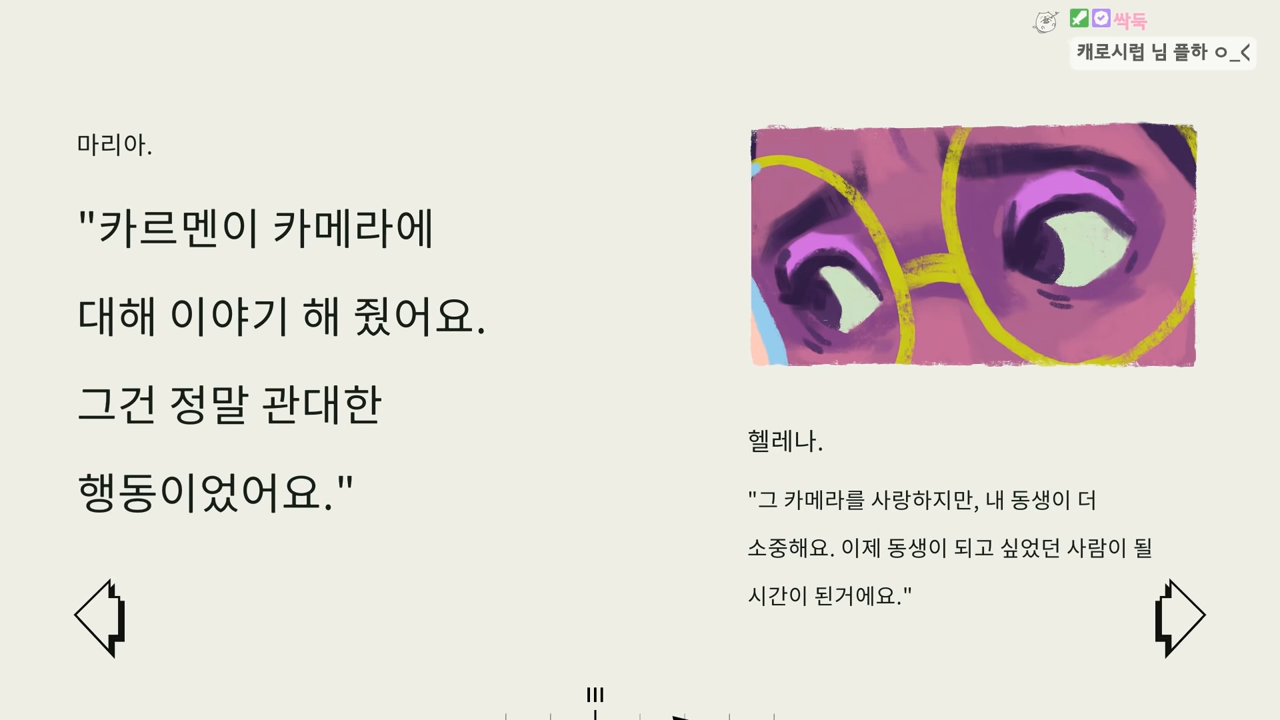 싹둑
캐로시럽 님 플하 ㅇ_く
마리아.
"카르멘이 카메라에
대해 이야기 해 줬어요.
그건 정말 관대한
행동이었어요."
헬레나.
"그 카메라를 사랑하지만, 내 동생이 더
소중해요. 이제 동생이 되고 싶었던 사람이 될
시간이 된거에요."
III